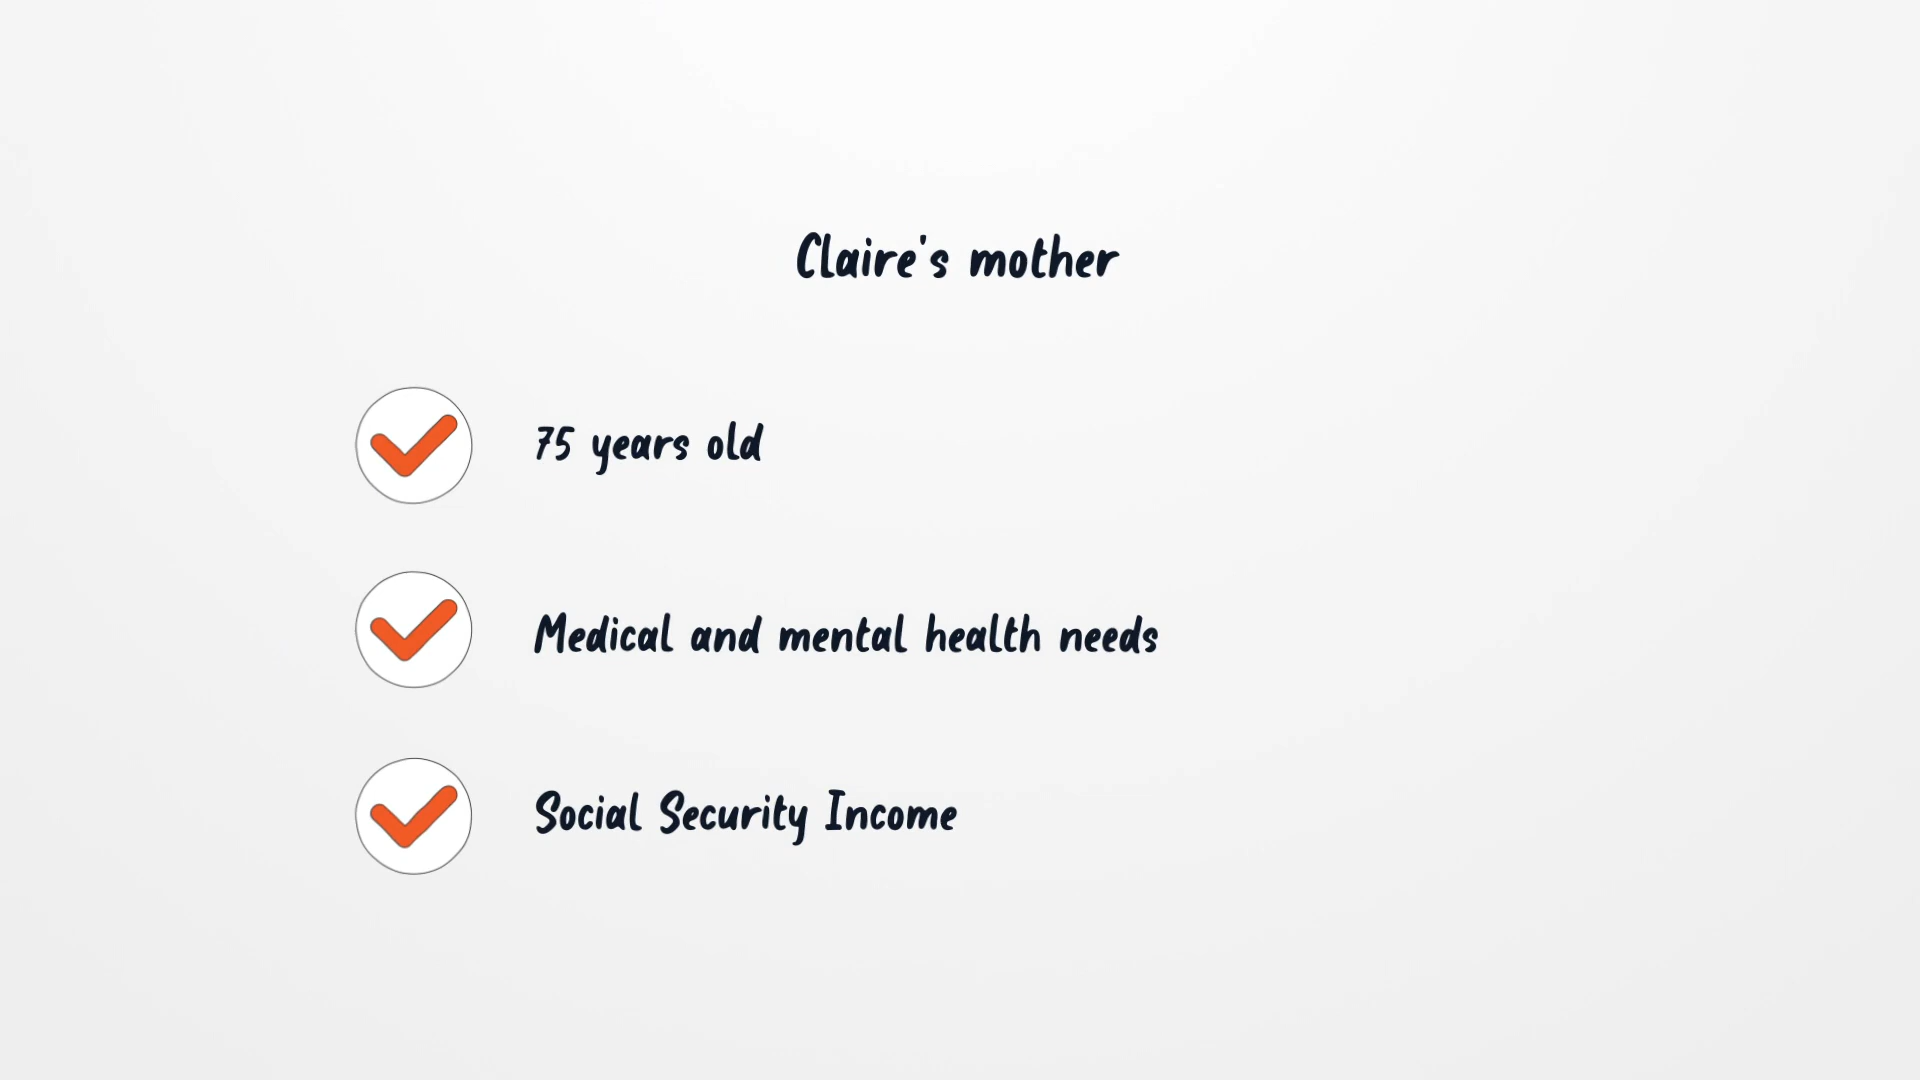 Claire's mother
75 years old
Medical and mental health needs
Social Security Income